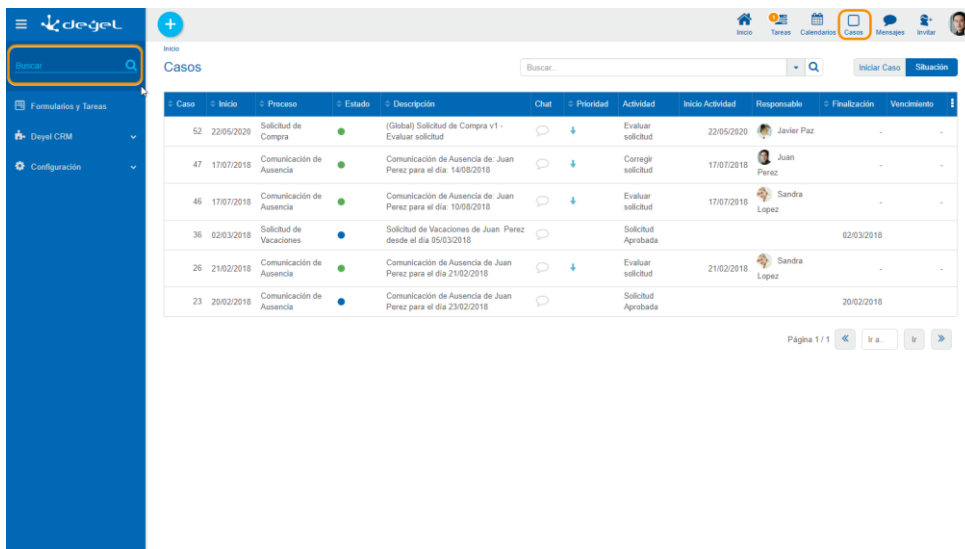 deyel
Inicio
Tareas
Calendarios
Casos
Mensajes
Invitar
Buscar
Inicio
Casos
Buscar...
Iniciar Caso
Situación
Formularios y Tareas
Deyel CRM
Configuración
Caso Inicio Proceso Estado Descripción Chat Prioridad Actividad Inicio Actividad Responsable Finalización Vencimiento
52 22/05/2020 Solicitud de Compra (Global) Solicitud de Compra v1 - Evaluar solicitud Evaluar solicitud 22/05/2020 Javier Paz - -
47 17/07/2018 Comunicación de Ausencia Comunicación de Ausencia de: Juan Perez para el día: 14/08/2018 Corregir solicitud 17/07/2018 Juan Perez - -
46 17/07/2018 Comunicación de Ausencia Comunicación de Ausencia de: Juan Perez para el día: 10/08/2018 Evaluar solicitud 17/07/2018 Sandra Lopez - -
36 02/03/2018 Solicitud de Vacaciones Solicitud de Vacaciones de Juan Perez desde el día 05/03/2018 Solicitud Aprobada 02/03/2018
26 21/02/2018 Comunicación de Ausencia Comunicación de Ausencia de Juan Perez para el día 21/02/2018 Evaluar solicitud 21/02/2018 Sandra Lopez - -
23 20/02/2018 Comunicación de Ausencia Comunicación de Ausencia de Juan Perez para el día 23/02/2018 Solicitud Aprobada 20/02/2018
Página 1 / 1 Ir a.. Ir